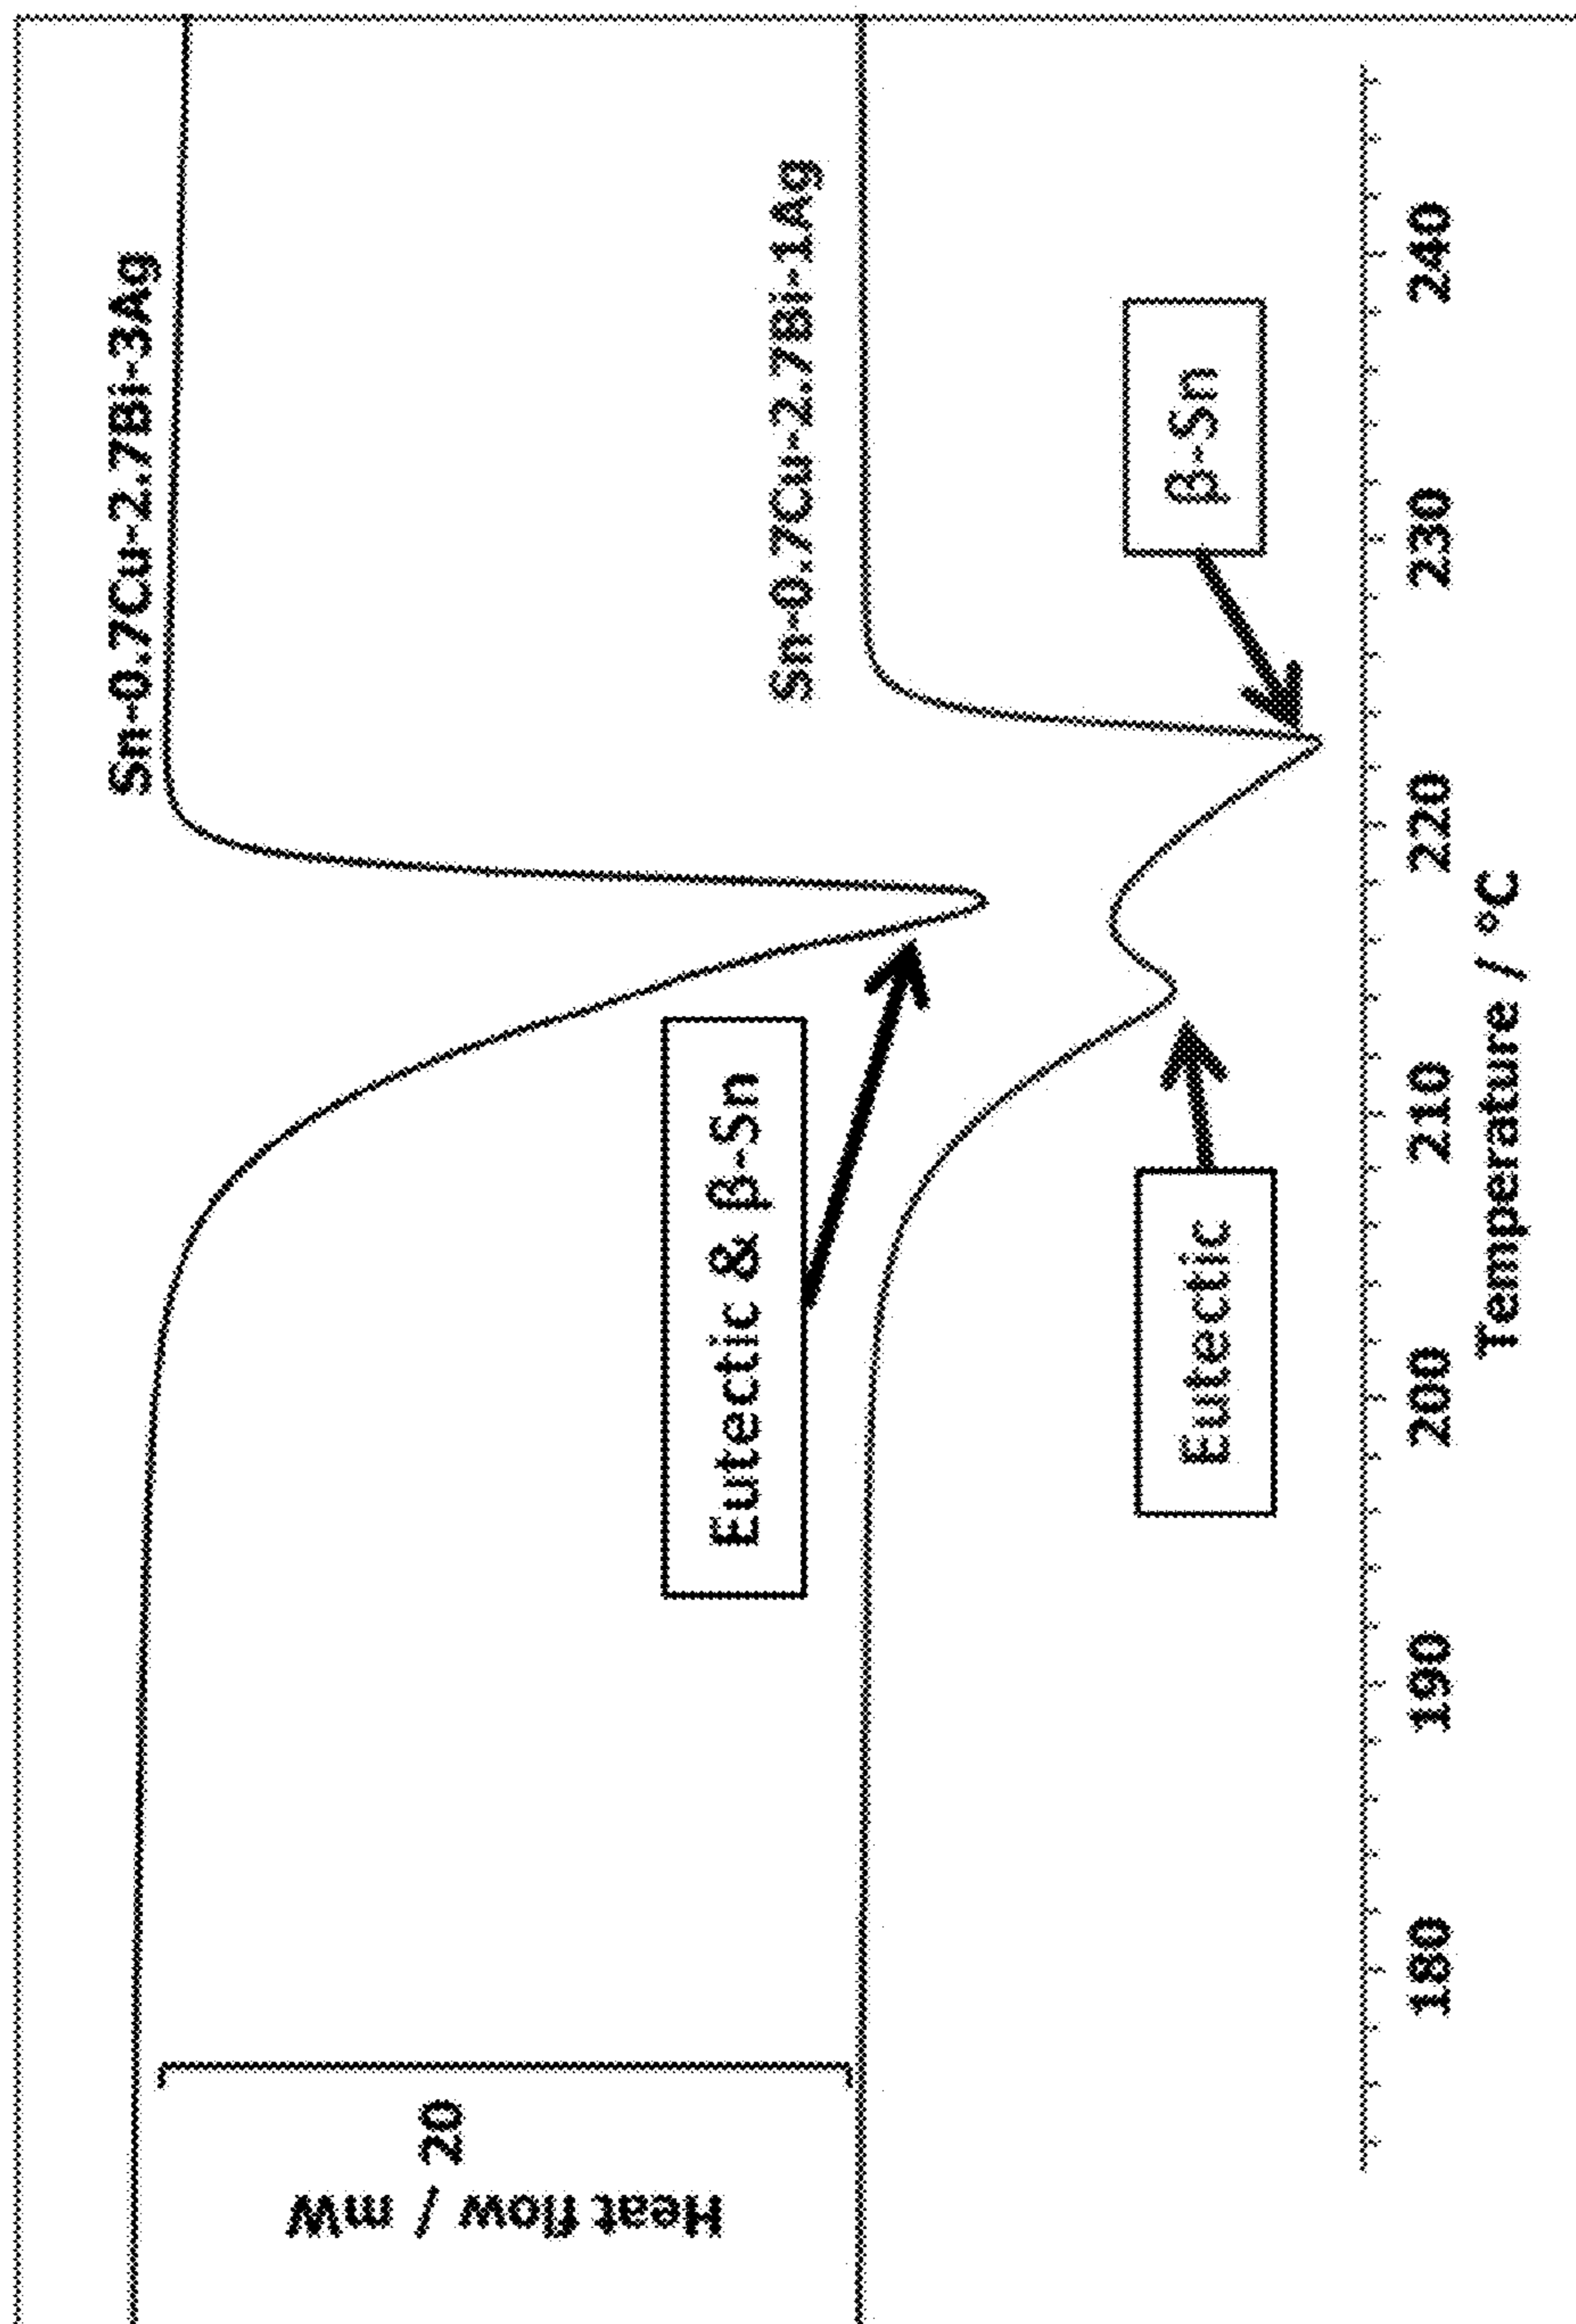 Sn-0.7Cu-2.7Bi-3Ag
Heat flow / mW
20
Eutectic & β-Sn
Sn-0.7Cu-2.7Bi-1Ag
β-Sn
Eutectic
180 190 200 210 220 230 240
Temperature / °C